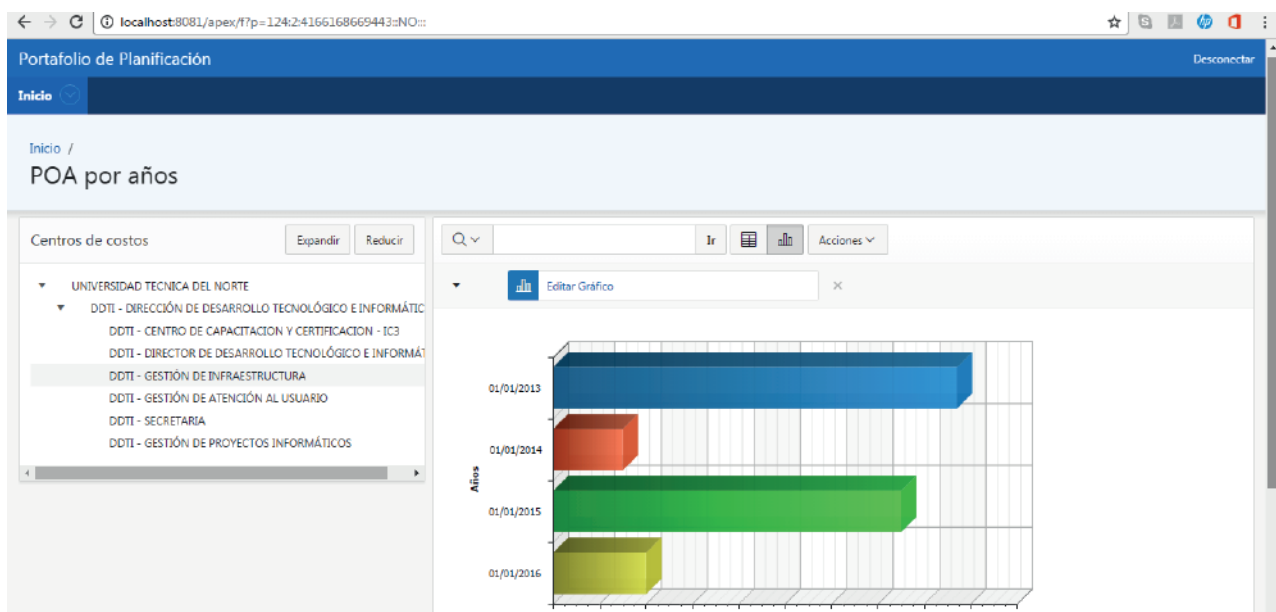 localhost:8081/apex/f?p=124:2:4166168669443::NO:::
Portafolio de Planificación
Desconectar
Inicio
Inicio /
POA por años
Centros de costos
Expandir
Reducir
Ir
Acciones
UNIVERSIDAD TECNICA DEL NORTE
DDTI - DIRECCIÓN DE DESARROLLO TECNOLÓGICO E INFORMÁTIC
DDTI - CENTRO DE CAPACITACION Y CERTIFICACION - IC3
DDTI - DIRECTOR DE DESARROLLO TECNOLÓGICO E INFORMÁT
DDTI - GESTIÓN DE INFRAESTRUCTURA
DDTI - GESTIÓN DE ATENCIÓN AL USUARIO
DDTI - SECRETARIA
DDTI - GESTIÓN DE PROYECTOS INFORMÁTICOS
Editar Gráfico
01/01/2013
01/01/2014
Años
01/01/2015
01/01/2016